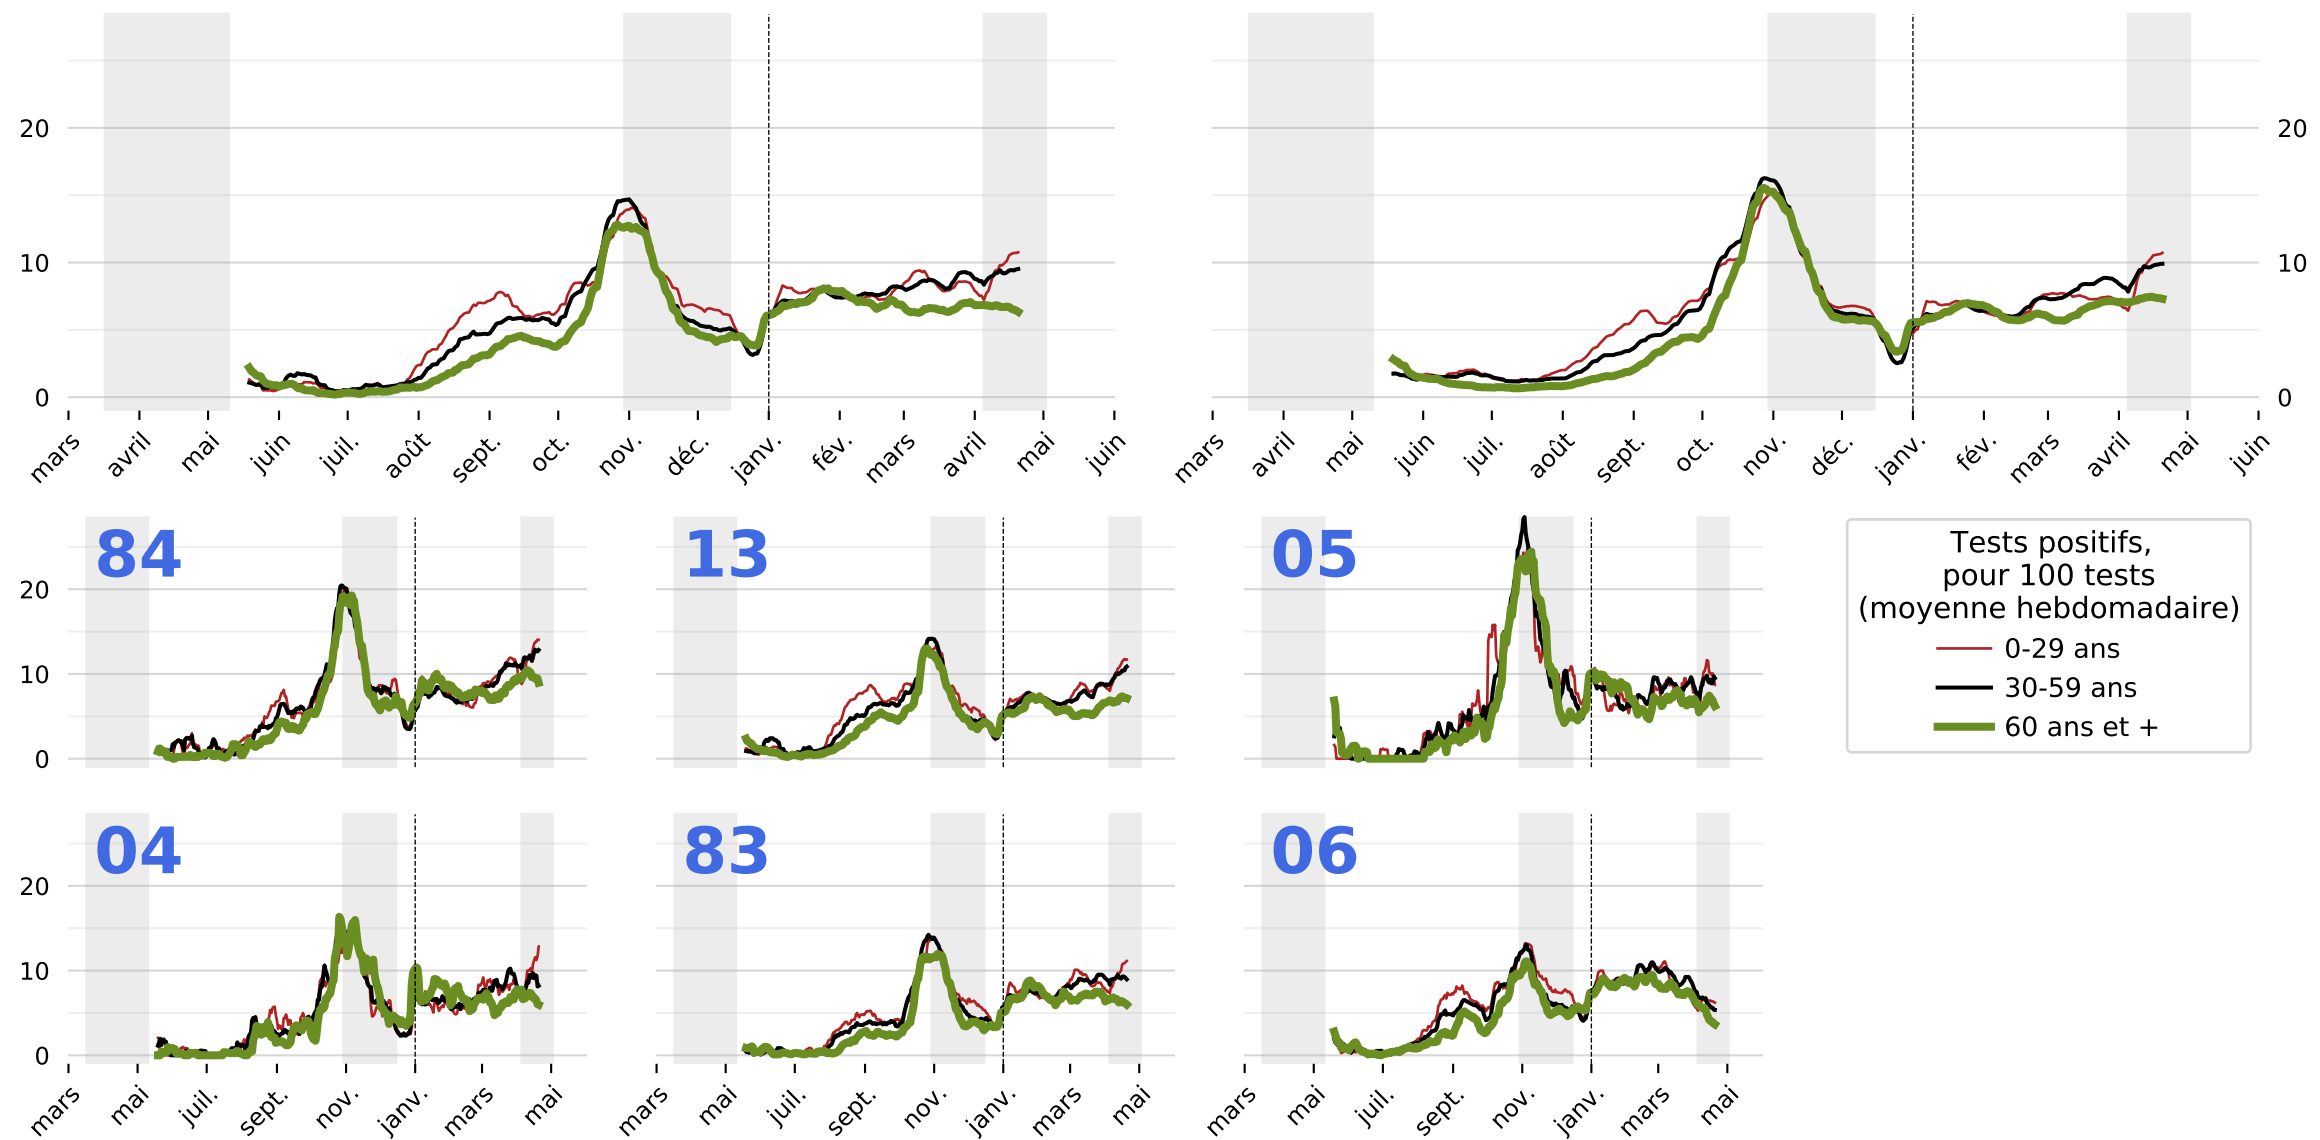 20
10
0
mars avril mai juin juil. août sept. oct. nov. déc. janv. fév. mars avril mai juin
20
10
0
mars avril mai juin juil. août sept. oct. nov. déc. janv. fév. mars avril mai juin
84
20
10
0
13
05
Tests positifs,
pour 100 tests
(moyenne hebdomadaire)
0-29 ans
30-59 ans
60 ans et +
04
20
10
0
83
06
mars mai juil. sept. nov. janv. mars mai
mars mai juil. sept. nov. janv. mars mai
mars mai juil. sept. nov. janv. mars mai